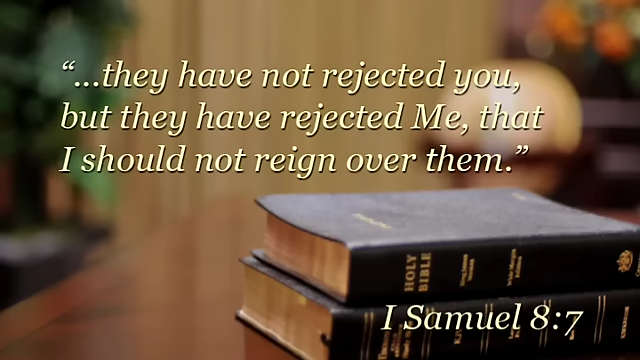 “...they have not rejected you,
but they have rejected Me, that
I should not reign over them.”
HOLY
BIBLE
I Samuel 8:7